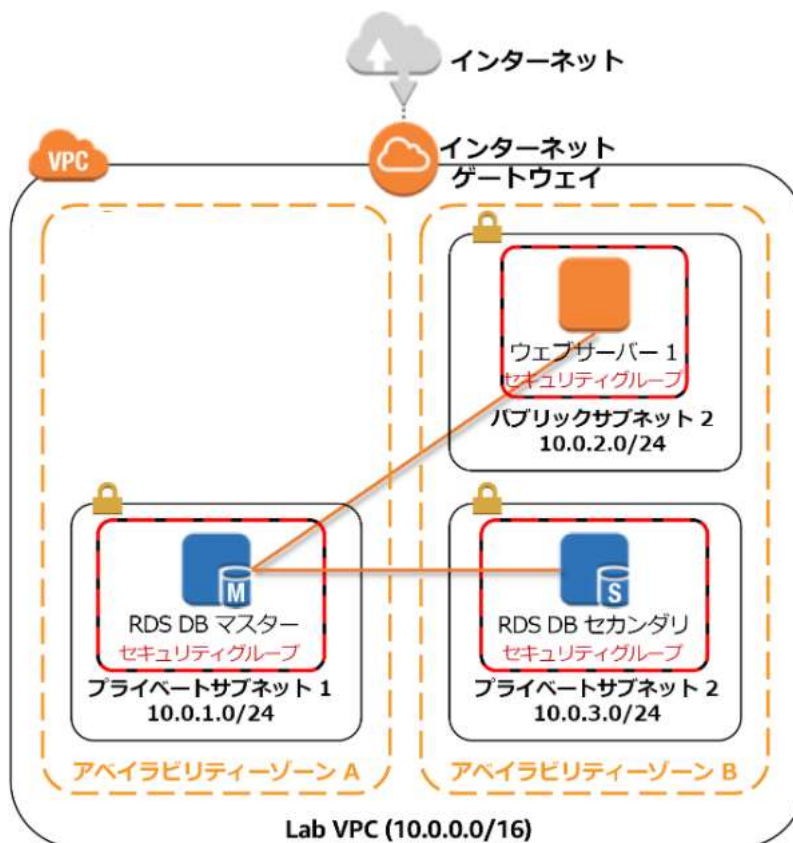 インターネット
VPC
インターネット
ゲートウェイ
ウェブサーバー 1
セキュリティグループ
パブリックサブネット 2
10.0.2.0/24
M
RDS DB マスター
セキュリティグループ
プライベートサブネット 1
10.0.1.0/24
S
RDS DB セカンダリ
セキュリティグループ
プライベートサブネット 2
10.0.3.0/24
アベイラビリティーゾーン A
アベイラビリティーゾーン B
Lab VPC (10.0.0.0/16)